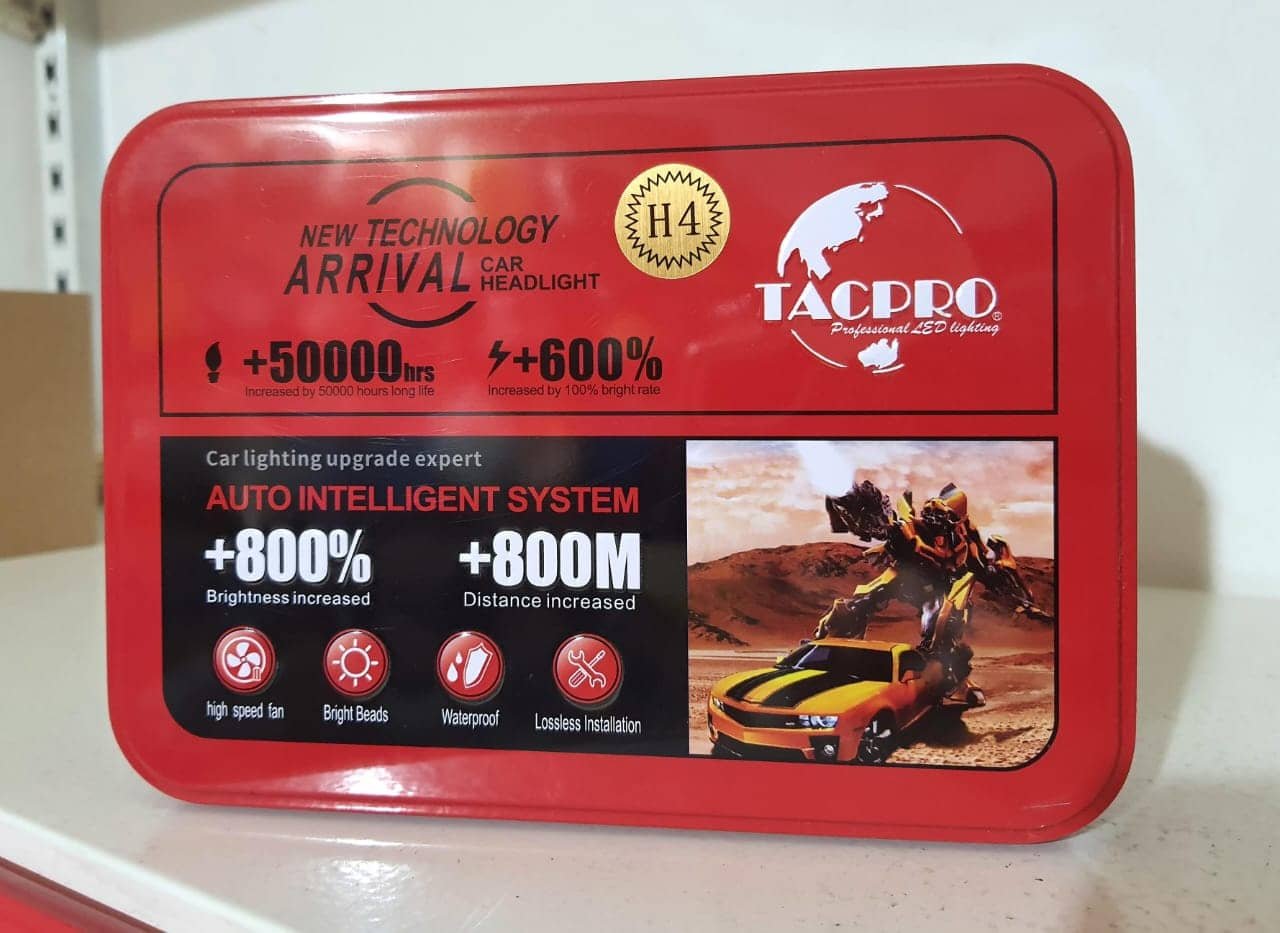 NEW TECHNOLOGY
ARRIVAL CAR HEADLIGHT
H4
TACPRO®
Professional LED lighting
+50000hrs
Increased by 50000 hours long life
+600%
Increased by 100% bright rate
Car lighting upgrade expert
AUTO INTELLIGENT SYSTEM
+800%
Brightness increased
+800M
Distance increased
high speed fan
Bright Beads
Waterproof
Lossless Installation